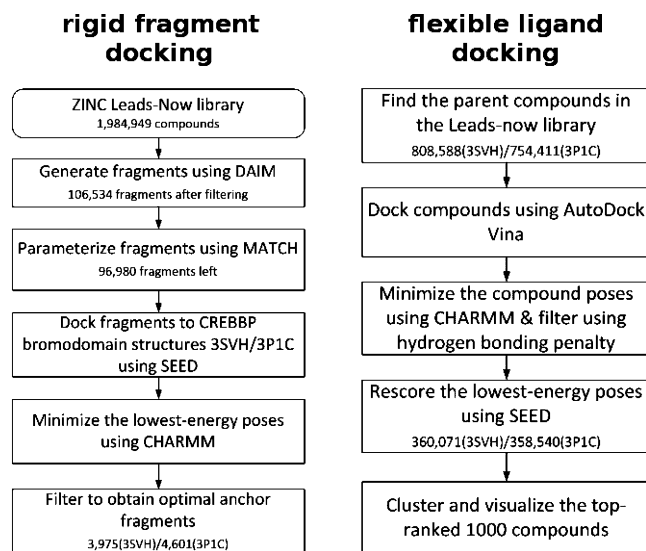 rigid fragment
docking
ZINC Leads-Now library
1,984,949 compounds
Generate fragments using DAIM
106,534 fragments after filtering
Parameterize fragments using MATCH
96,980 fragments left
Dock fragments to CREBBP
bromodomain structures 3SVH/3P1C
using SEED
Minimize the lowest-energy poses
using CHARMM
Filter to obtain optimal anchor
fragments
3,975(3SVH)/4,601(3P1C)
flexible ligand
docking
Find the parent compounds in
the Leads-now library
808,588(3SVH)/754,411(3P1C)
Dock compounds using AutoDock
Vina
Minimize the compound poses
using CHARMM & filter using
hydrogen bonding penalty
Rescore the lowest-energy poses
using SEED
360,071(3SVH)/358,540(3P1C)
Cluster and visualize the top-
ranked 1000 compounds